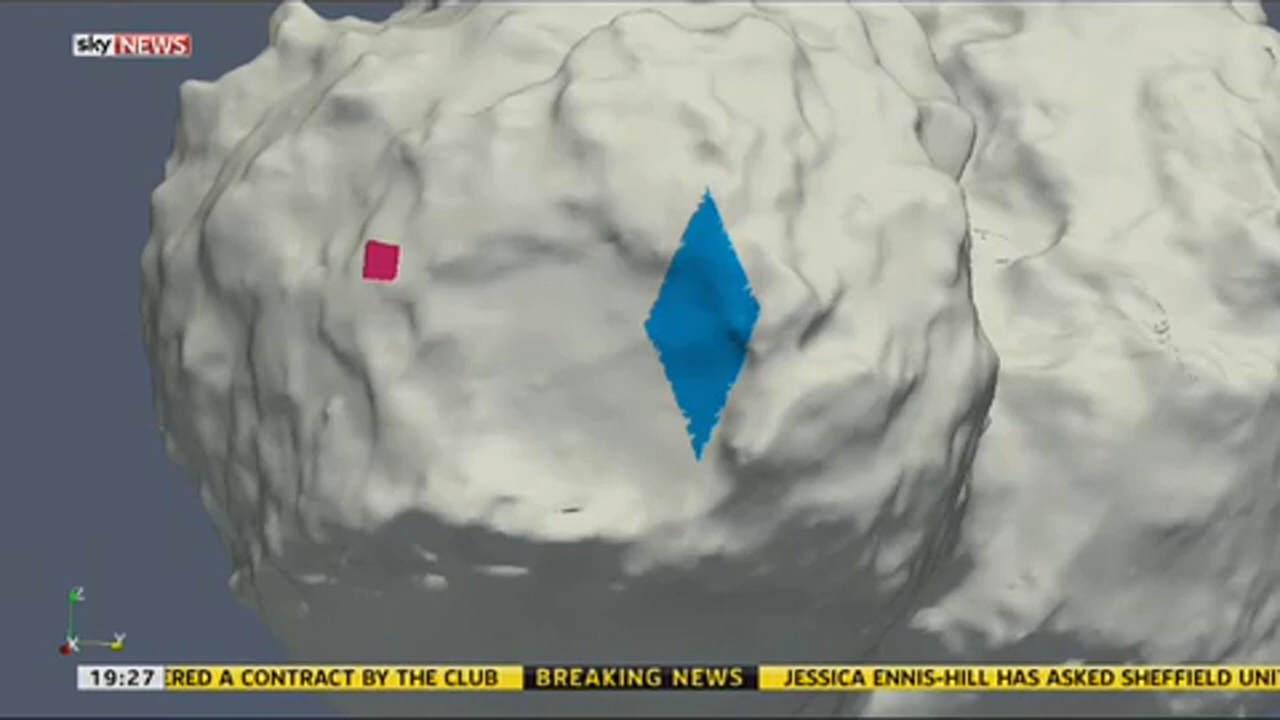 sky NEWS
Z
X
Y
19:27
ERED A CONTRACT BY THE CLUB
BREAKING NEWS
JESSICA ENNIS-HILL HAS ASKED SHEFFIELD UNI